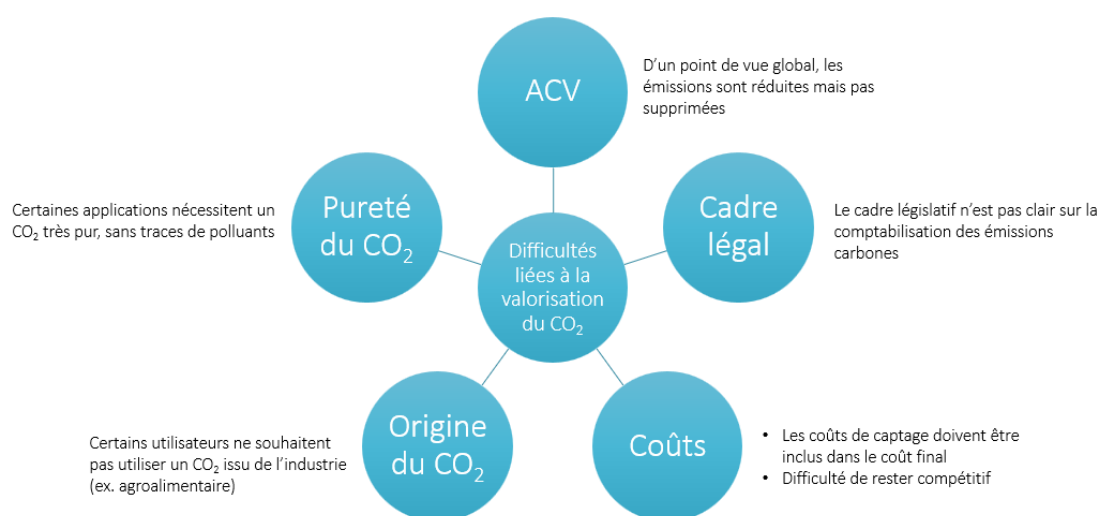 ACV
D'un point de vue global, les
émissions sont réduites mais pas
supprimées
Pureté
du CO₂
Certaines applications nécessitent un
CO₂ très pur, sans traces de polluants
Cadre
légal
Le cadre législatif n'est pas clair sur la
comptabilisation des émissions
carbones
Difficultés
liées à la
valorisation
du CO₂
Origine
du CO₂
Certains utilisateurs ne souhaitent
pas utiliser un CO₂ issu de l'industrie
(ex. agroalimentaire)
Coûts
• Les coûts de captage doivent être
inclus dans le coût final
• Difficulté de rester compétitif